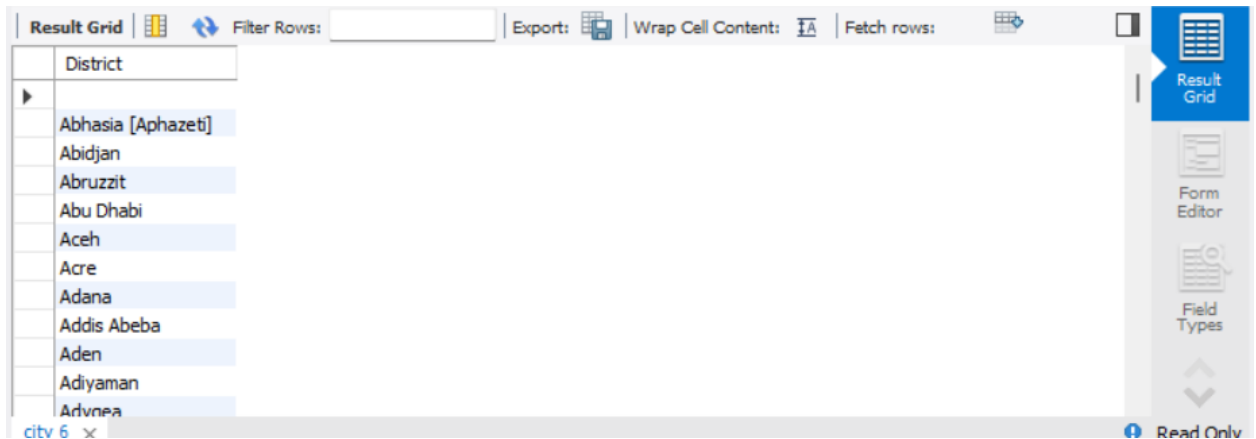 Result Grid Filter Rows: Export: Wrap Cell Content: Fetch rows:
District
Abhasia [Aphazeti]
Abidjan
Abruzzit
Abu Dhabi
Aceh
Acre
Adana
Addis Abeba
Aden
Adiyaman
Adygea
Result
Grid
Form
Editor
Field
Types
city 6
Read Only